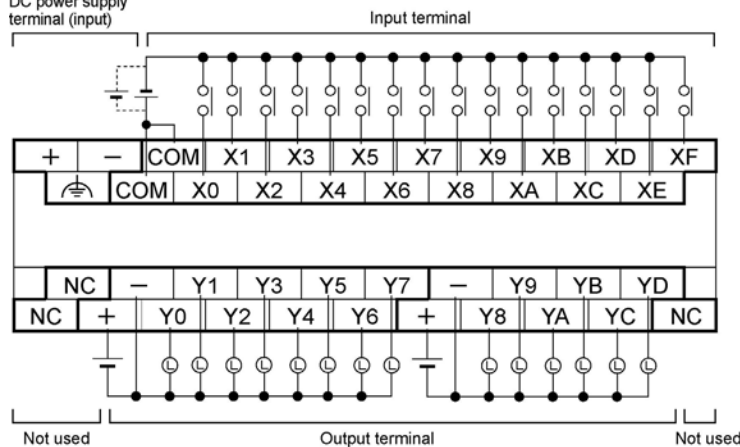 DC power supply
terminal (input)
Input terminal
+ − COM X1 X3 X5 X7 X9 XB XD XF
COM X0 X2 X4 X6 X8 XA XC XE
NC − Y1 Y3 Y5 Y7 − Y9 YB YD
NC + Y0 Y2 Y4 Y6 + Y8 YA YC NC
L L L L L L L L L L L L L L
Not used
Output terminal
Not used